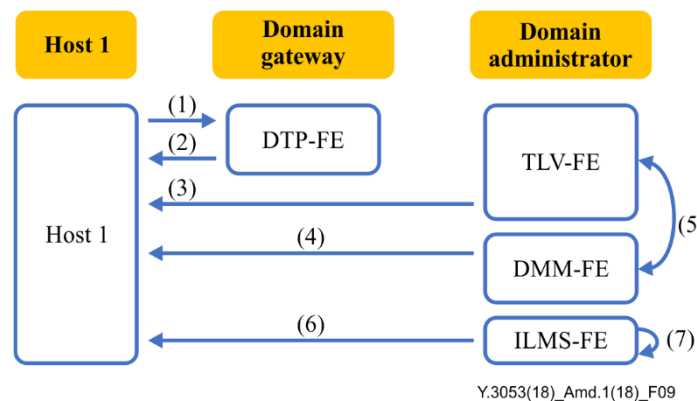 Host 1
Domain
gateway
Domain
administrator
(1)
DTP-FE
(2)
TLV-FE
(3)
Host 1
(4)
(5
DMM-FE
(6)
ILMS-FE
(7)
Y.3053(18)_Amd.1(18)_F09